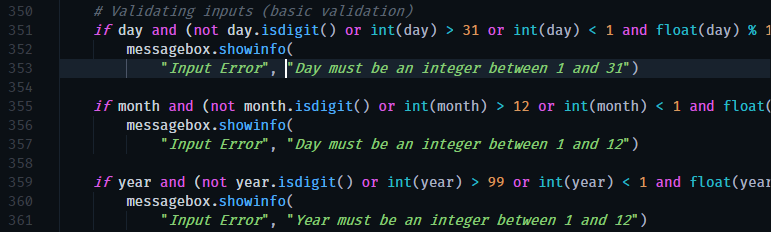 350 # Validating inputs (basic validation)
351 if day and (not day.isdigit() or int(day) > 31 or int(day) < 1 and float(day) % 1
352 messagebox.showinfo(
353 "Input Error", "Day must be an integer between 1 and 31")
354
355 if month and (not month.isdigit() or int(month) > 12 or int(month) < 1 and float(
356 messagebox.showinfo(
357 "Input Error", "Day must be an integer between 1 and 12")
358
359 if year and (not year.isdigit() or int(year) > 99 or int(year) < 1 and float(year
360 messagebox.showinfo(
361 "Input Error", "Year must be an integer between 1 and 12")